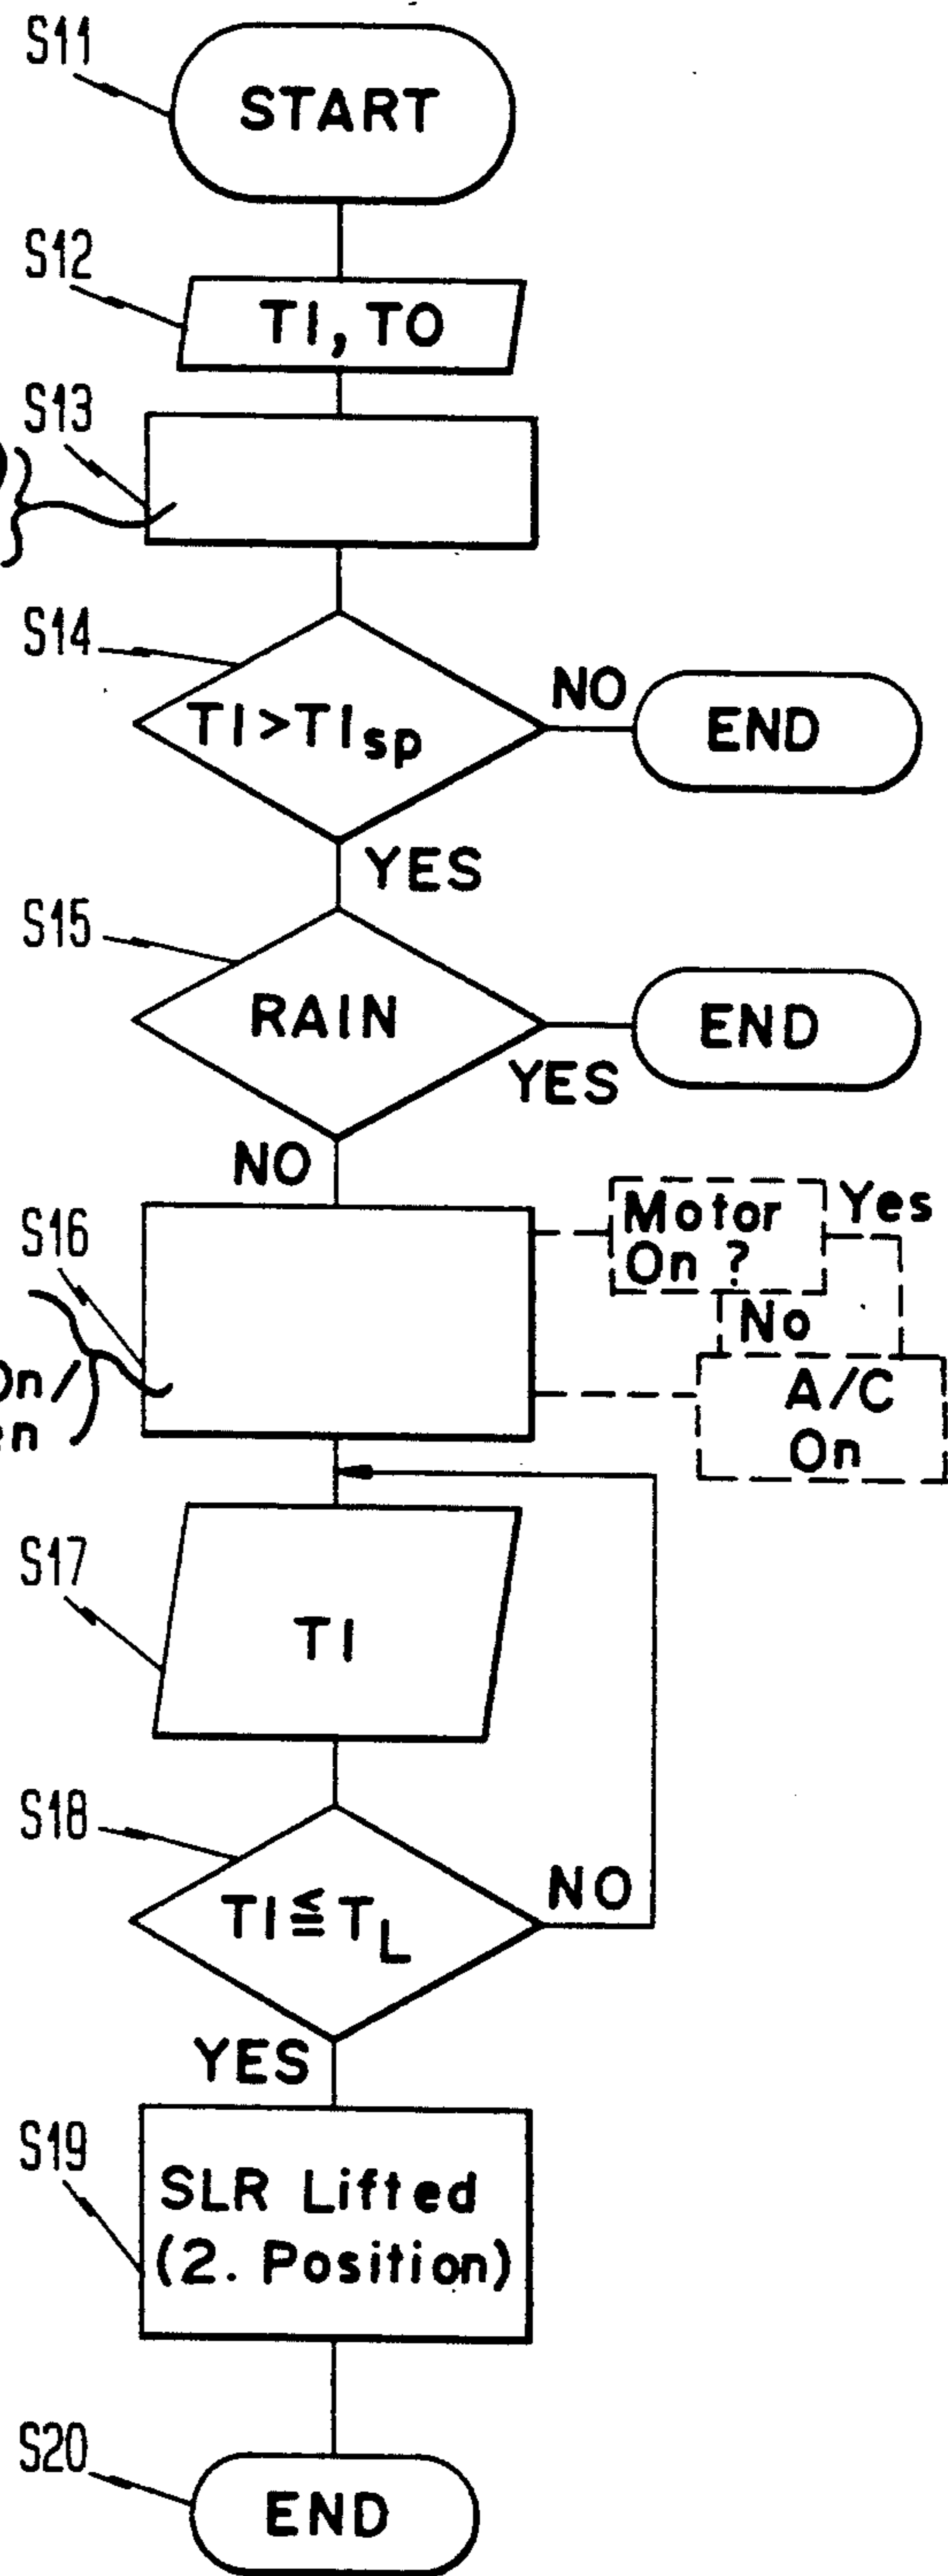 S11
START
S12
TI, TO
S13
S14
TI>TIsp
NO
END
YES
S15
RAIN
END
YES
NO
S16
Motor
On ?
Yes
No
On/
A/C
On
S17
TI
S18
TI≦TL
NO
YES
S19
SLR Lifted
(2. Position)
S20
END